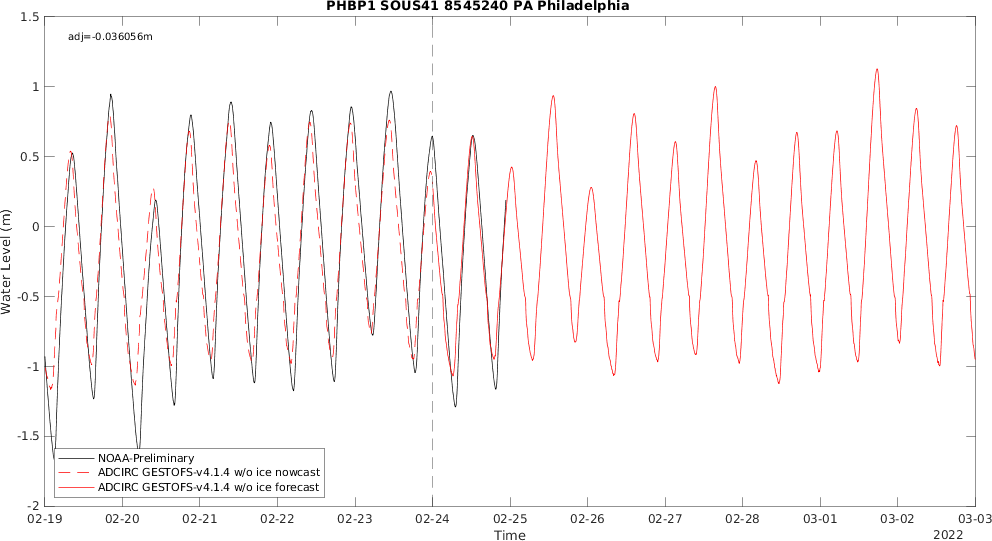 PHBP1 SOUS41 8545240 PA Philadelphia
adj=-0.036056m
1.5
1
0.5
0
-0.5
-1
-1.5
-2
Water Level (m)
NOAA-Preliminary
ADCIRC GESTOFS-v4.1.4 w/o ice nowcast
ADCIRC GESTOFS-v4.1.4 w/o ice forecast
02-19 02-20 02-21 02-22 02-23 02-24 02-25 02-26 02-27 02-28 03-01 03-02 03-03
Time
2022